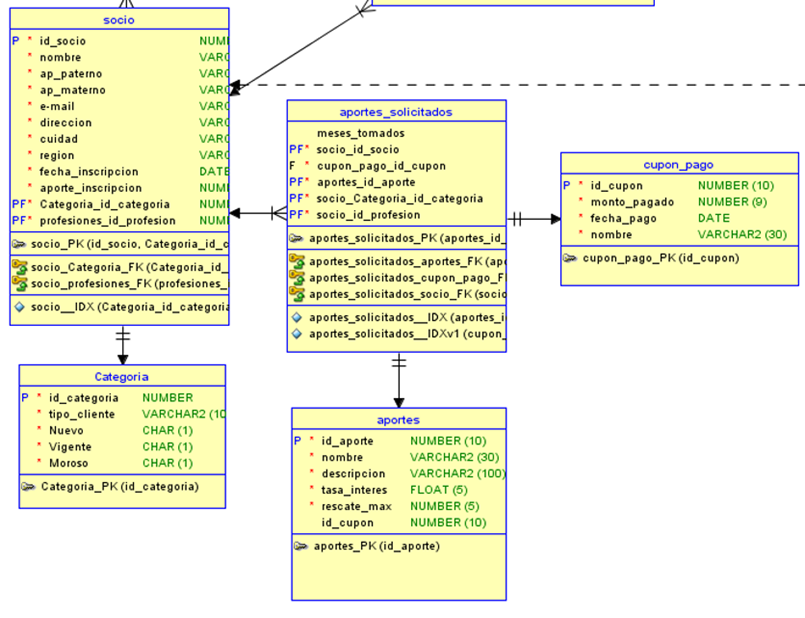 socio
P * id_socio NUM
* nombre VARC
* ap_paterno VARC
* ap_materno VARC
* e-mail VARC
* direccion VARC
* cuidad VARC
* region VARC
* fecha_inscripcion DATE
* aporte_inscripcion NUM
PF* Categoria_id_categoria NUM
PF* profesiones_id_profesion NUM
socio_PK (id_socio, Categoria_id_c
socio_Categoria_FK (Categoria_id_
socio_profesiones_FK (profesiones_
socio__IDX (Categoria_id_categoria
aportes_solicitados
meses_tomados
PF* socio_id_socio
F * cupon_pago_id_cupon
PF* aportes_id_aporte
PF* socio_Categoria_id_categoria
PF* socio_id_profesion
aportes_solicitados_PK (aportes_id_
aportes_solicitados_aportes_FK (apo
aportes_solicitados_cupon_pago_F
aportes_solicitados_socio_FK (socio
aportes_solicitados__IDX (aportes_i
aportes_solicitados__IDXv1 (cupon_
cupon_pago
P * id_cupon NUMBER (10)
* monto_pagado NUMBER (9)
* fecha_pago DATE
* nombre VARCHAR2 (30)
cupon_pago_PK (id_cupon)
Categoria
P * id_categoria NUMBER
* tipo_cliente VARCHAR2 (10
* Nuevo CHAR (1)
* Vigente CHAR (1)
* Moroso CHAR (1)
Categoria_PK (id_categoria)
aportes
P * id_aporte NUMBER (10)
* nombre VARCHAR2 (30)
* descripcion VARCHAR2 (100)
* tasa_interes FLOAT (5)
* rescate_max NUMBER (5)
id_cupon NUMBER (10)
aportes_PK (id_aporte)